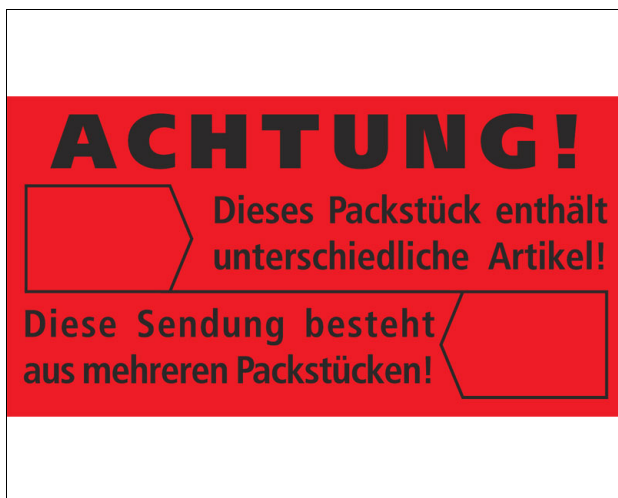 ACHTUNG!
Dieses Packstück enthält
unterschiedliche Artikel!
Diese Sendung besteht
aus mehreren Packstücken!